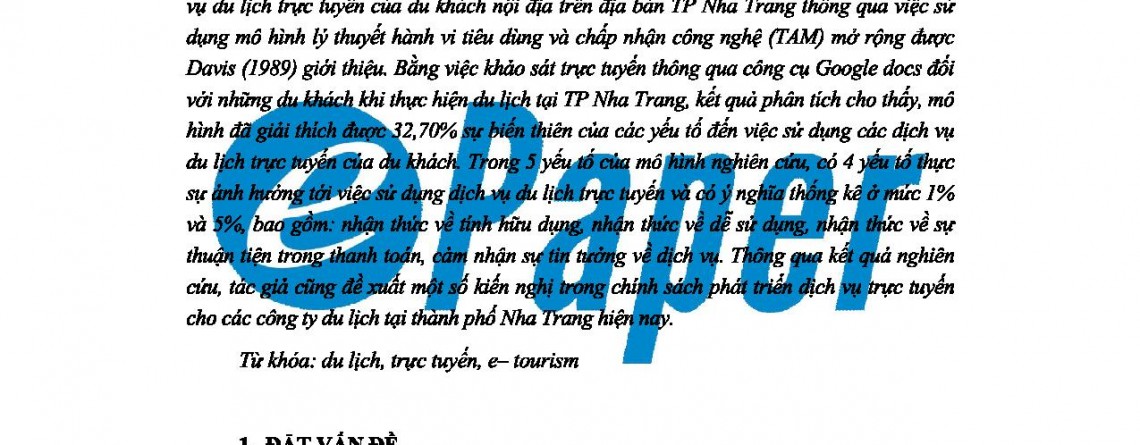 vụ du lịch trực tuyến của du khách nội địa trên địa bàn TP Nha Trang thông qua việc sử
dụng mô hình lý thuyết hành vi tiêu dùng và chấp nhận công nghệ (TAM) mở rộng được
Davis (1989) giới thiệu. Bằng việc khảo sát trực tuyến thông qua công cụ Google docs đối
với những du khách khi thực hiện du lịch tại TP Nha Trang, kết quả phân tích cho thấy, mô
hình đã giải thích được 32,70% sự biến thiên của các yếu tố đến việc sử dụng các dịch vụ
du lịch trực tuyến của du khách. Trong 5 yếu tố của mô hình nghiên cứu, có 4 yếu tố thực
sự ảnh hưởng tới việc sử dụng dịch vụ du lịch trực tuyến và có ý nghĩa thống kê ở mức 1%
và 5%, bao gồm: nhận thức về tính hữu dụng, nhận thức về dễ sử dụng, nhận thức về sự
thuận tiện trong thanh toán, cảm nhận sự tin tưởng về dịch vụ. Thông qua kết quả nghiên
cứu, tác giả cũng đề xuất một số kiến nghị trong chính sách phát triển dịch vụ trực tuyến
cho các công ty du lịch tại thành phố Nha Trang hiện nay.
Từ khóa: du lịch, trực tuyến, e– tourism
1. ĐẶT VẤN ĐỀ
ePaper